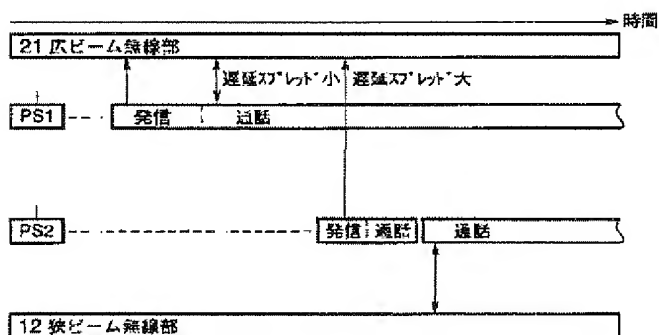 時間
21 広ビーム無線部
遅延スプレッド小 遅延スプレッド大
PS1 発信 通話
PS2 発信 通話 通話
12 狭ビーム無線部